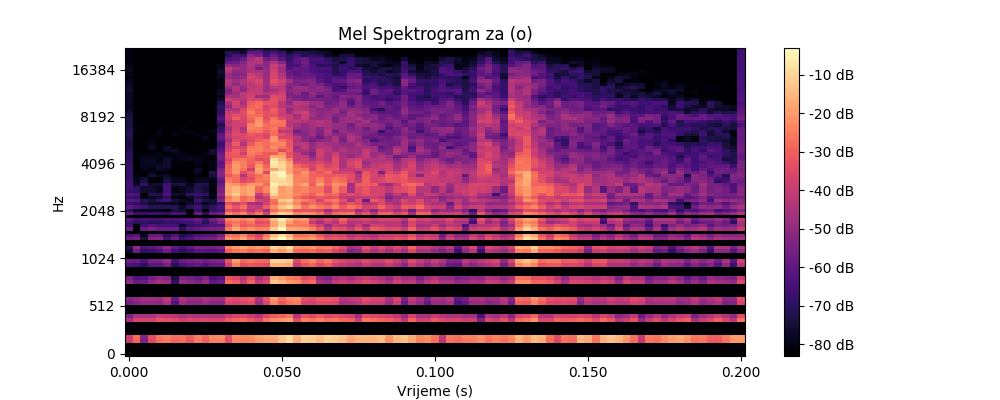 Mel Spektrogram za (o)
Hz
16384
8192
4096
2048
1024
512
0
0.000 0.050 0.100 0.150 0.200
Vrijeme (s)
-10 dB
-20 dB
-30 dB
-40 dB
-50 dB
-60 dB
-70 dB
-80 dB